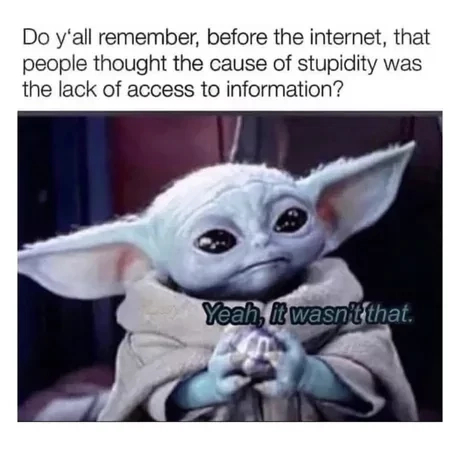 Do y'all remember, before the internet, that
people thought the cause of stupidity was
the lack of access to information?
Yeah, it wasn't that.